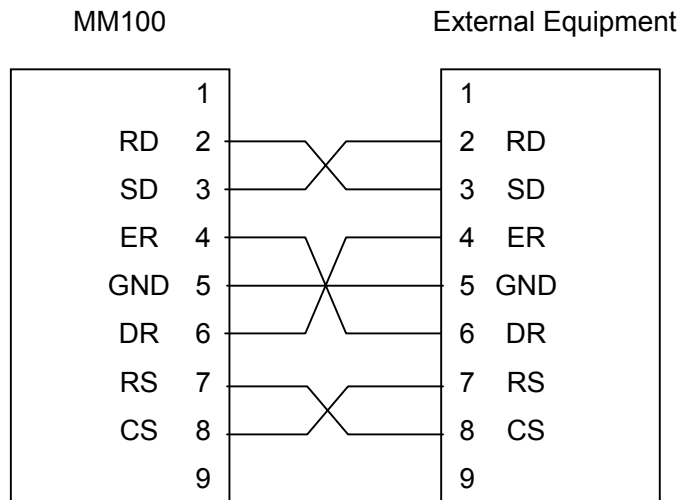 MM100 External Equipment
1 1
RD 2 2 RD
SD 3 3 SD
ER 4 4 ER
GND 5 5 GND
DR 6 6 DR
RS 7 7 RS
CS 8 8 CS
9 9